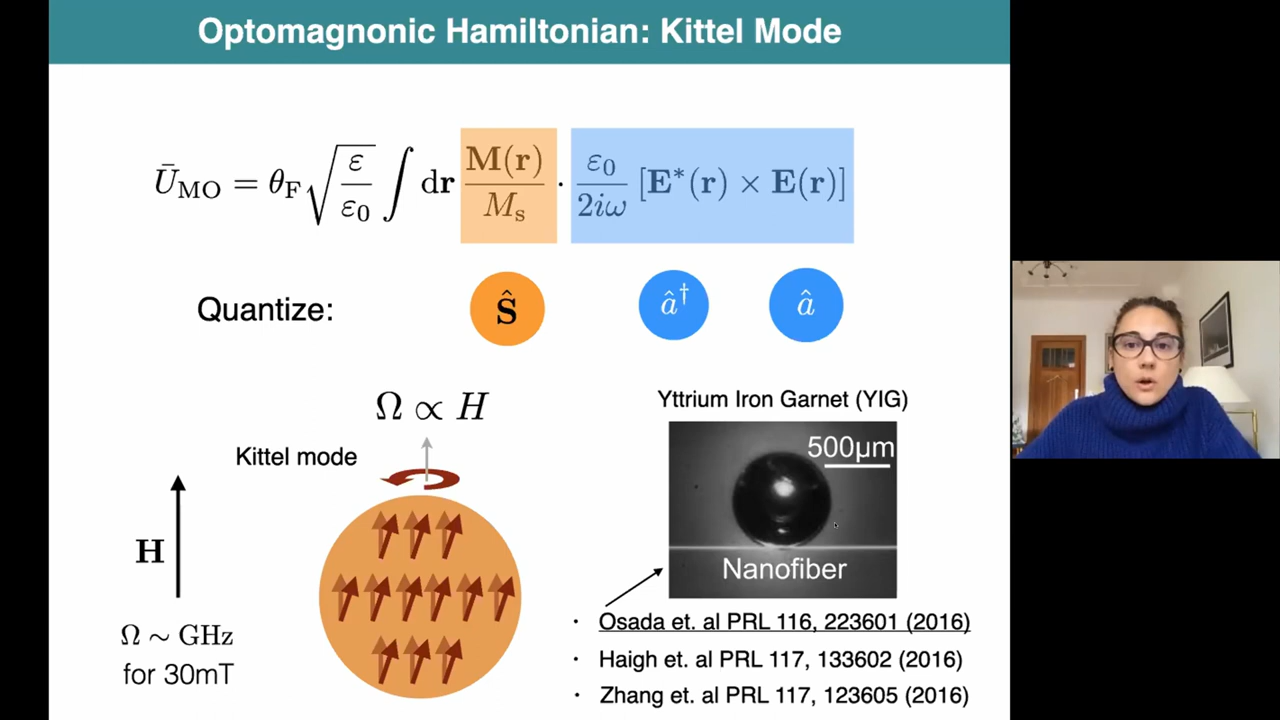 Optomagnonic Hamiltonian: Kittel Mode
Ū_MO = θ_F √(ε/ε₀) ∫ dr M(r)/M_s · ε₀/(2iω) [E*(r) × E(r)]
Quantize: Ŝ â† â
Ω ∝ H
Kittel mode
H
Ω ~ GHz
for 30mT
Yttrium Iron Garnet (YIG)
500μm
Nanofiber
· Osada et. al PRL 116, 223601 (2016)
· Haigh et. al PRL 117, 133602 (2016)
· Zhang et. al PRL 117, 123605 (2016)